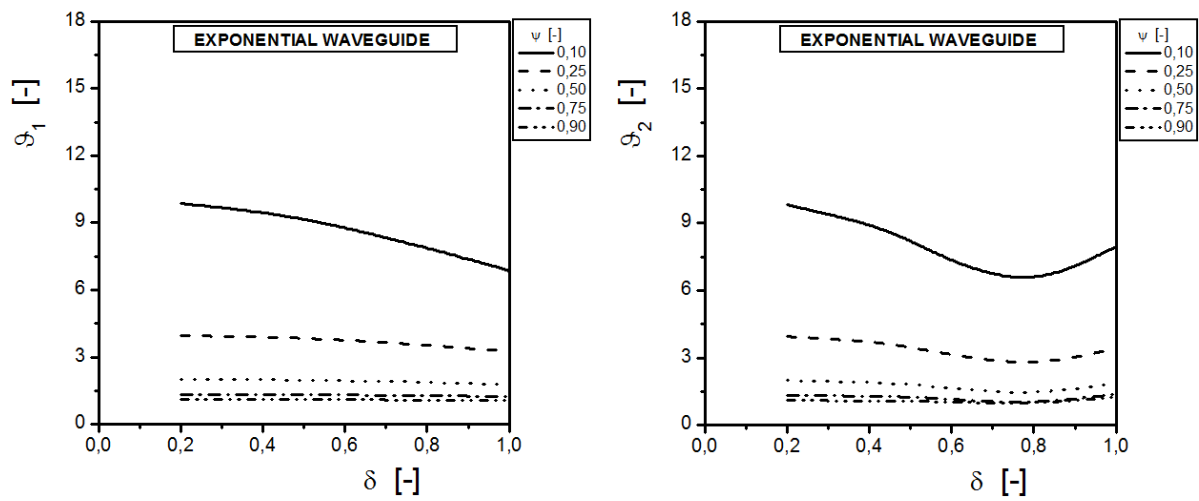 EXPONENTIAL WAVEGUIDE
18
15
12
9
6
3
0
ϑ1 [-]
0,0 0,2 0,4 0,6 0,8 1,0
δ [-]
ψ [-]
0,10
0,25
0,50
0,75
0,90
EXPONENTIAL WAVEGUIDE
18
15
12
9
6
3
0
ϑ2 [-]
0,0 0,2 0,4 0,6 0,8 1,0
δ [-]
ψ [-]
0,10
0,25
0,50
0,75
0,90